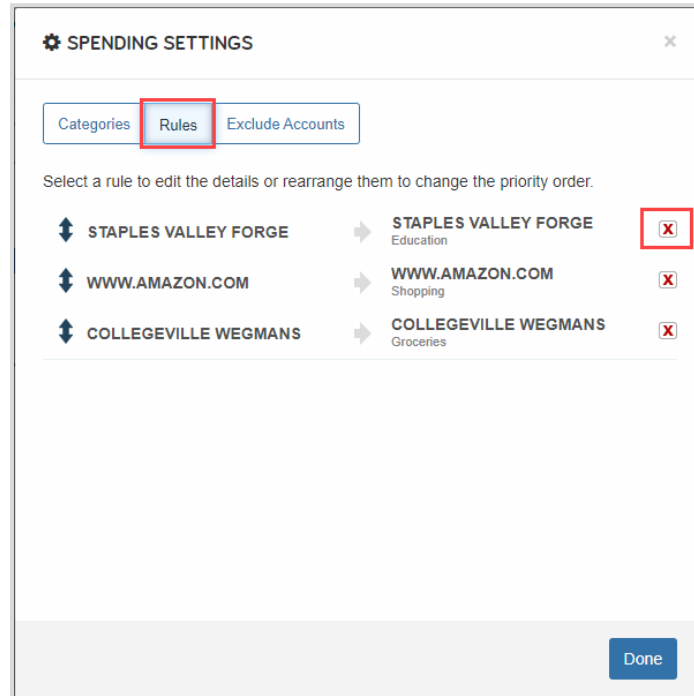 SPENDING SETTINGS
×
Categories Rules Exclude Accounts
Select a rule to edit the details or rearrange them to change the priority order.
STAPLES VALLEY FORGE STAPLES VALLEY FORGE X
Education
WWW.AMAZON.COM WWW.AMAZON.COM X
Shopping
COLLEGEVILLE WEGMANS COLLEGEVILLE WEGMANS X
Groceries
Done